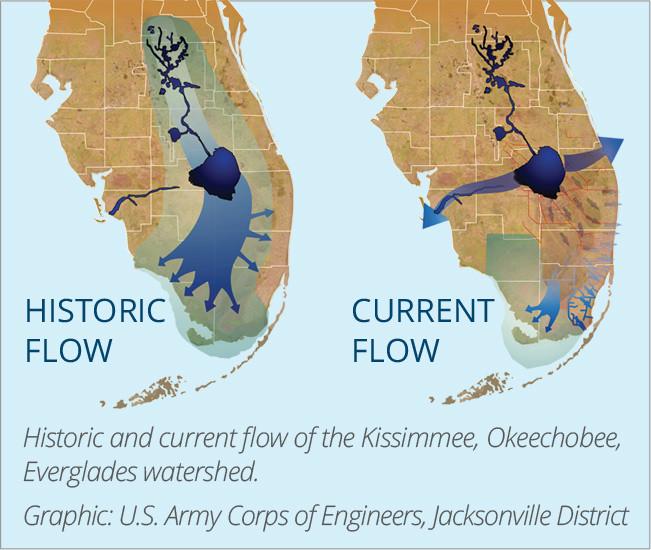 HISTORIC
FLOW
CURRENT
FLOW
Historic and current flow of the Kissimmee, Okeechobee,
Everglades watershed.
Graphic: U.S. Army Corps of Engineers, Jacksonville District